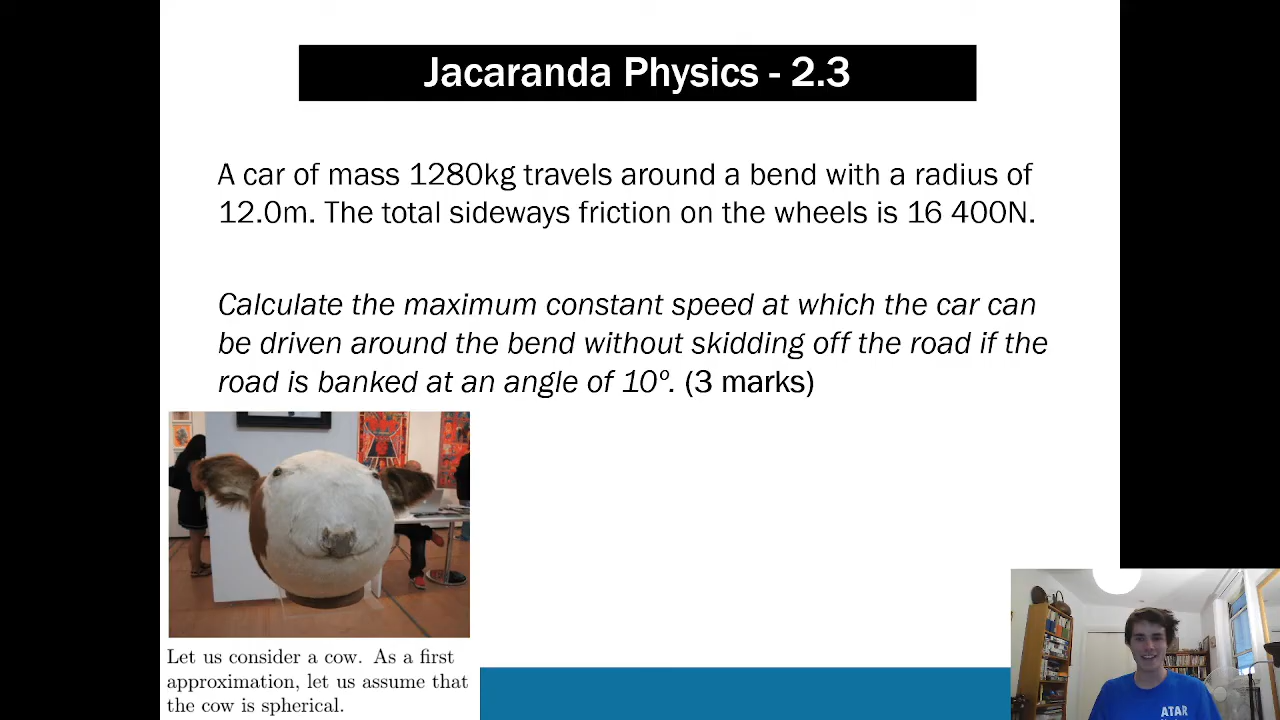 Jacaranda Physics - 2.3
A car of mass 1280kg travels around a bend with a radius of
12.0m. The total sideways friction on the wheels is 16 400N.
Calculate the maximum constant speed at which the car can
be driven around the bend without skidding off the road if the
road is banked at an angle of 10º. (3 marks)
Let us consider a cow. As a first
approximation, let us assume that
the cow is spherical.
ATAR